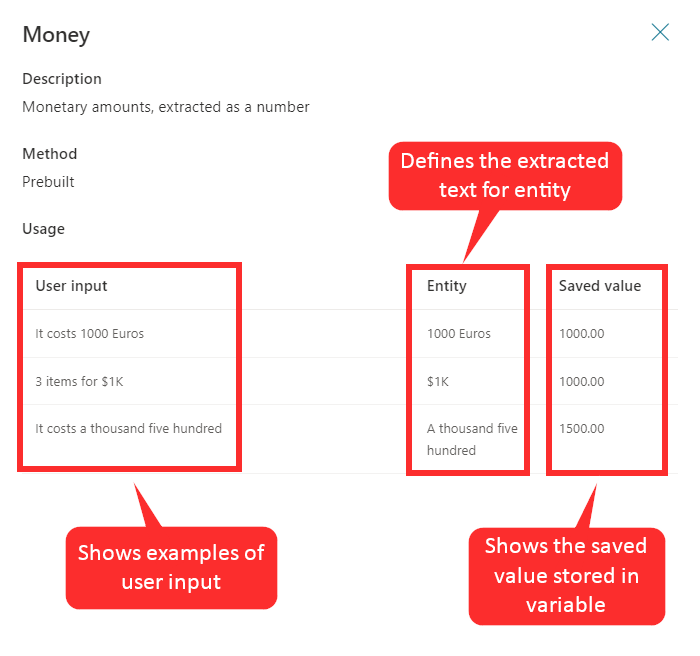 Money
Description
Monetary amounts, extracted as a number
Method
Prebuilt
Defines the extracted
text for entity
Usage
User input Entity Saved value
It costs 1000 Euros 1000 Euros 1000.00
3 items for $1K $1K 1000.00
It costs a thousand five hundred A thousand five 1500.00
hundred
Shows examples of
user input
Shows the saved
value stored in
variable